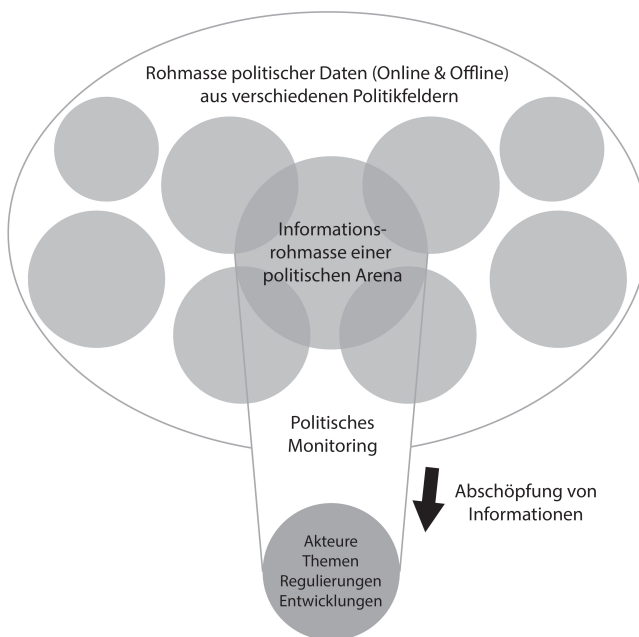 Rohmasse politischer Daten (Online & Offline)
aus verschiedenen Politikfeldern
Informations-
rohmasse einer
politischen Arena
Politisches
Monitoring
Abschöpfung von
Informationen
Akteure
Themen
Regulierungen
Entwicklungen